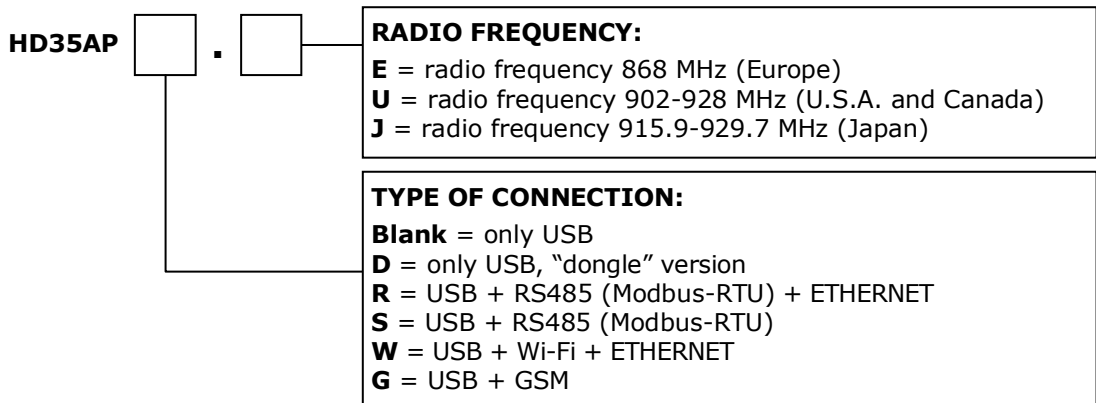 HD35AP .
RADIO FREQUENCY:
E = radio frequency 868 MHz (Europe)
U = radio frequency 902-928 MHz (U.S.A. and Canada)
J = radio frequency 915.9-929.7 MHz (Japan)
TYPE OF CONNECTION:
Blank = only USB
D = only USB, “dongle” version
R = USB + RS485 (Modbus-RTU) + ETHERNET
S = USB + RS485 (Modbus-RTU)
W = USB + Wi-Fi + ETHERNET
G = USB + GSM